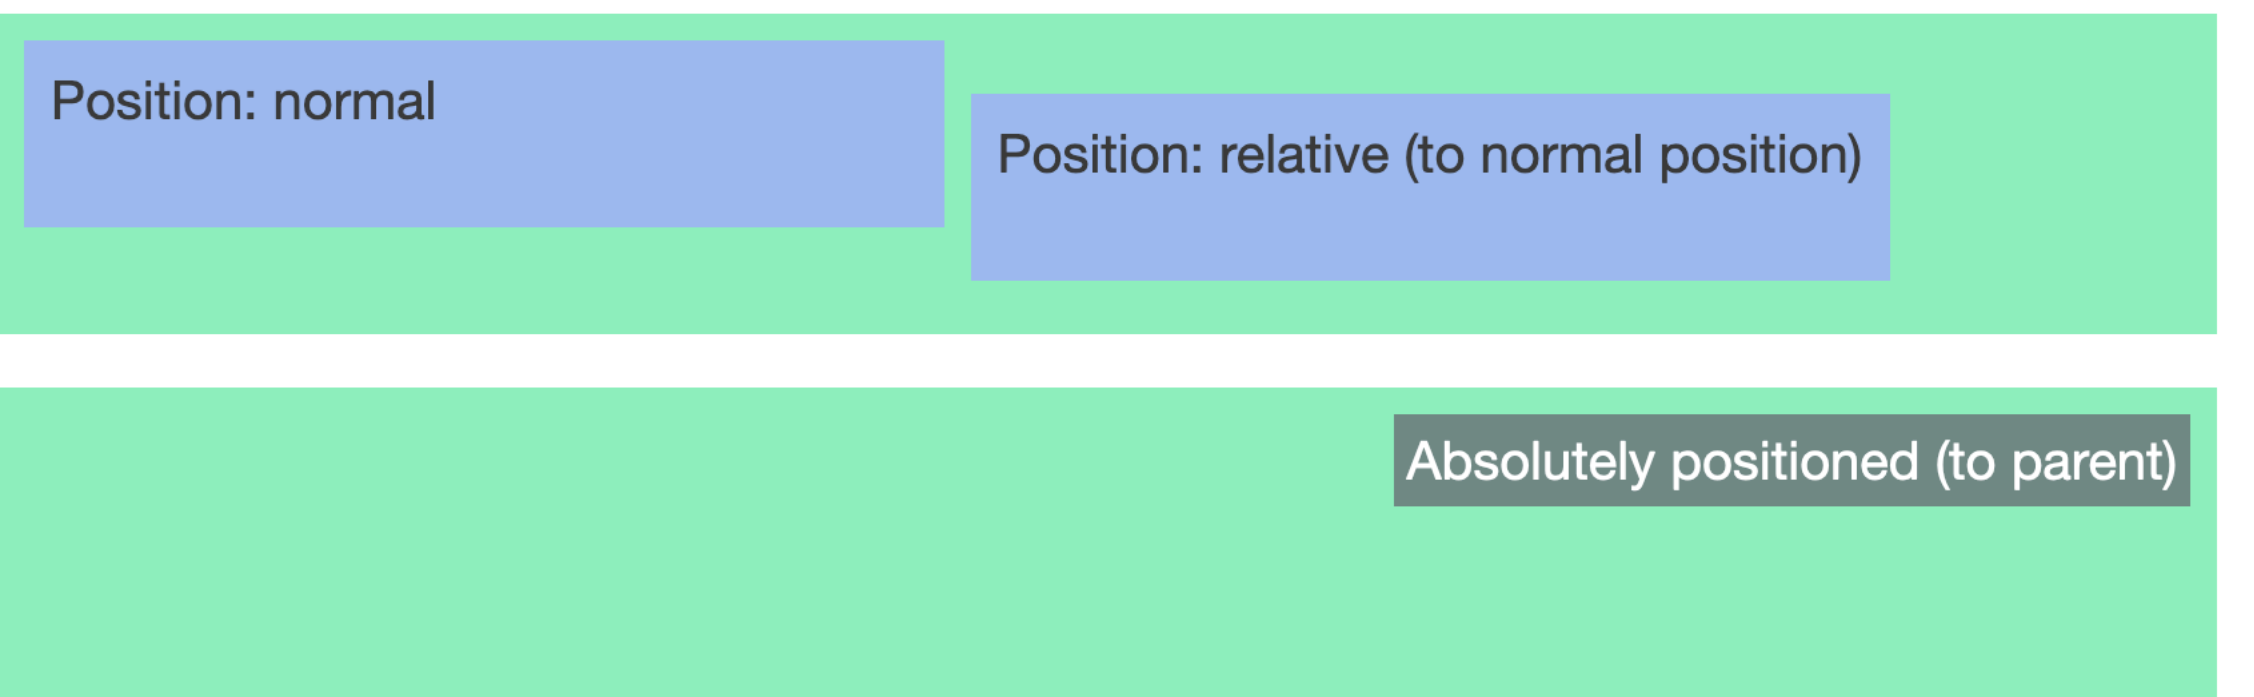 Position: normal
Position: relative (to normal position)
Absolutely positioned (to parent)